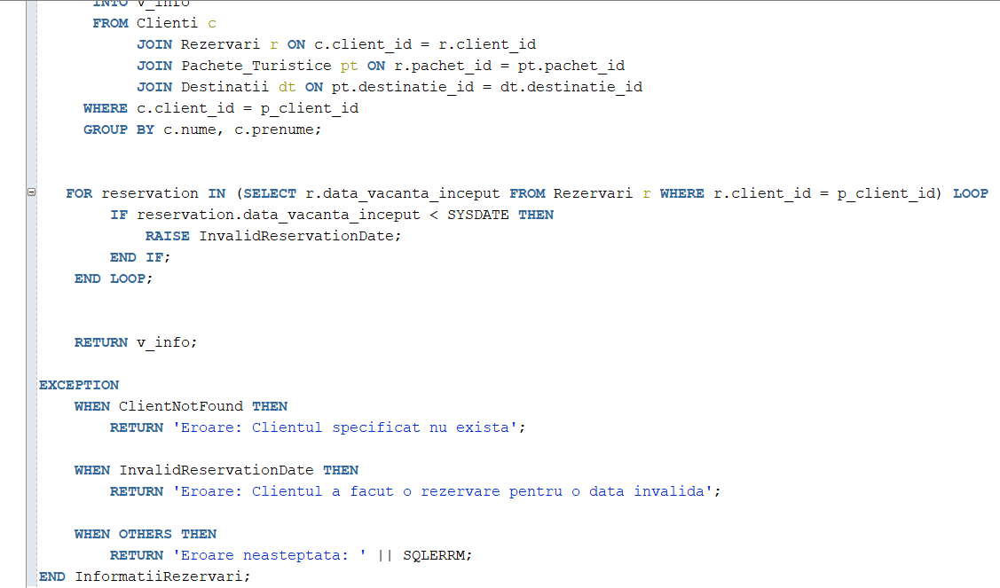 INTO v_info
FROM Clienti c
JOIN Rezervari r ON c.client_id = r.client_id
JOIN Pachete_Turistice pt ON r.pachet_id = pt.pachet_id
JOIN Destinatii dt ON pt.destinatie_id = dt.destinatie_id
WHERE c.client_id = p_client_id
GROUP BY c.nume, c.prenume;
FOR reservation IN (SELECT r.data_vacanta_inceput FROM Rezervari r WHERE r.client_id = p_client_id) LOOP
IF reservation.data_vacanta_inceput < SYSDATE THEN
RAISE InvalidReservationDate;
END IF;
END LOOP;
RETURN v_info;
EXCEPTION
WHEN ClientNotFound THEN
RETURN 'Eroare: Clientul specificat nu exista';
WHEN InvalidReservationDate THEN
RETURN 'Eroare: Clientul a facut o rezervare pentru o data invalida';
WHEN OTHERS THEN
RETURN 'Eroare neasteptata: ' || SQLERRM;
END InformatiiRezervari;